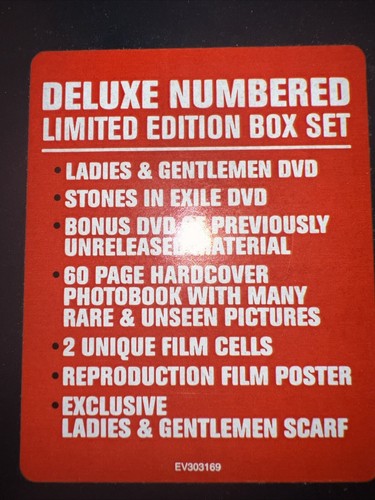 DELUXE NUMBERED
LIMITED EDITION BOX SET
• LADIES & GENTLEMEN DVD
• STONES IN EXILE DVD
• BONUS DVD OF PREVIOUSLY
UNRELEASED MATERIAL
• 60 PAGE HARDCOVER
PHOTOBOOK WITH MANY
RARE & UNSEEN PICTURES
• 2 UNIQUE FILM CELLS
• REPRODUCTION FILM POSTER
• EXCLUSIVE
LADIES & GENTLEMEN SCARF
EV303169